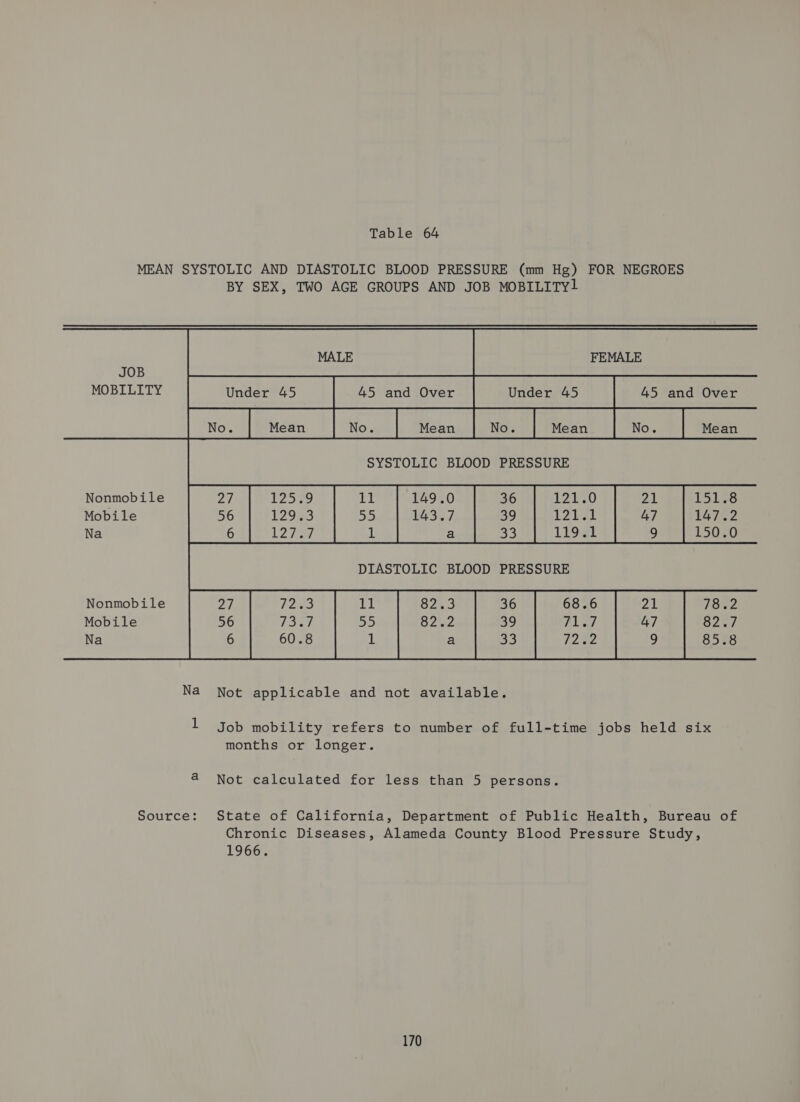 Table 64
MEAN SYSTOLIC AND DIASTOLIC BLOOD PRESSURE (mm Hg) FOR NEGROES
BY SEX, TWO AGE GROUPS AND JOB MOBILITY1
JOB MOBILITY MALE FEMALE
Under 45 45 and Over Under 45 45 and Over
No. Mean No. Mean No. Mean No. Mean
SYSTOLIC BLOOD PRESSURE
Nonmobile 27 125.9 11 149.0 36 121.0 21 151.8
Mobile 56 129.3 55 143.7 39 121.1 47 147.2
Na 6 127.7 1 a 33 119.1 9 150.0
DIASTOLIC BLOOD PRESSURE
Nonmobile 27 72.3 11 82.3 36 68.6 21 78.2
Mobile 56 73.7 55 82.2 39 71.7 47 82.7
Na 6 60.8 1 a 33 72.2 9 85.8
Na Not applicable and not available.
1 Job mobility refers to number of full-time jobs held six
months or longer.
a Not calculated for less than 5 persons.
Source: State of California, Department of Public Health, Bureau of
Chronic Diseases, Alameda County Blood Pressure Study,
1966.
170